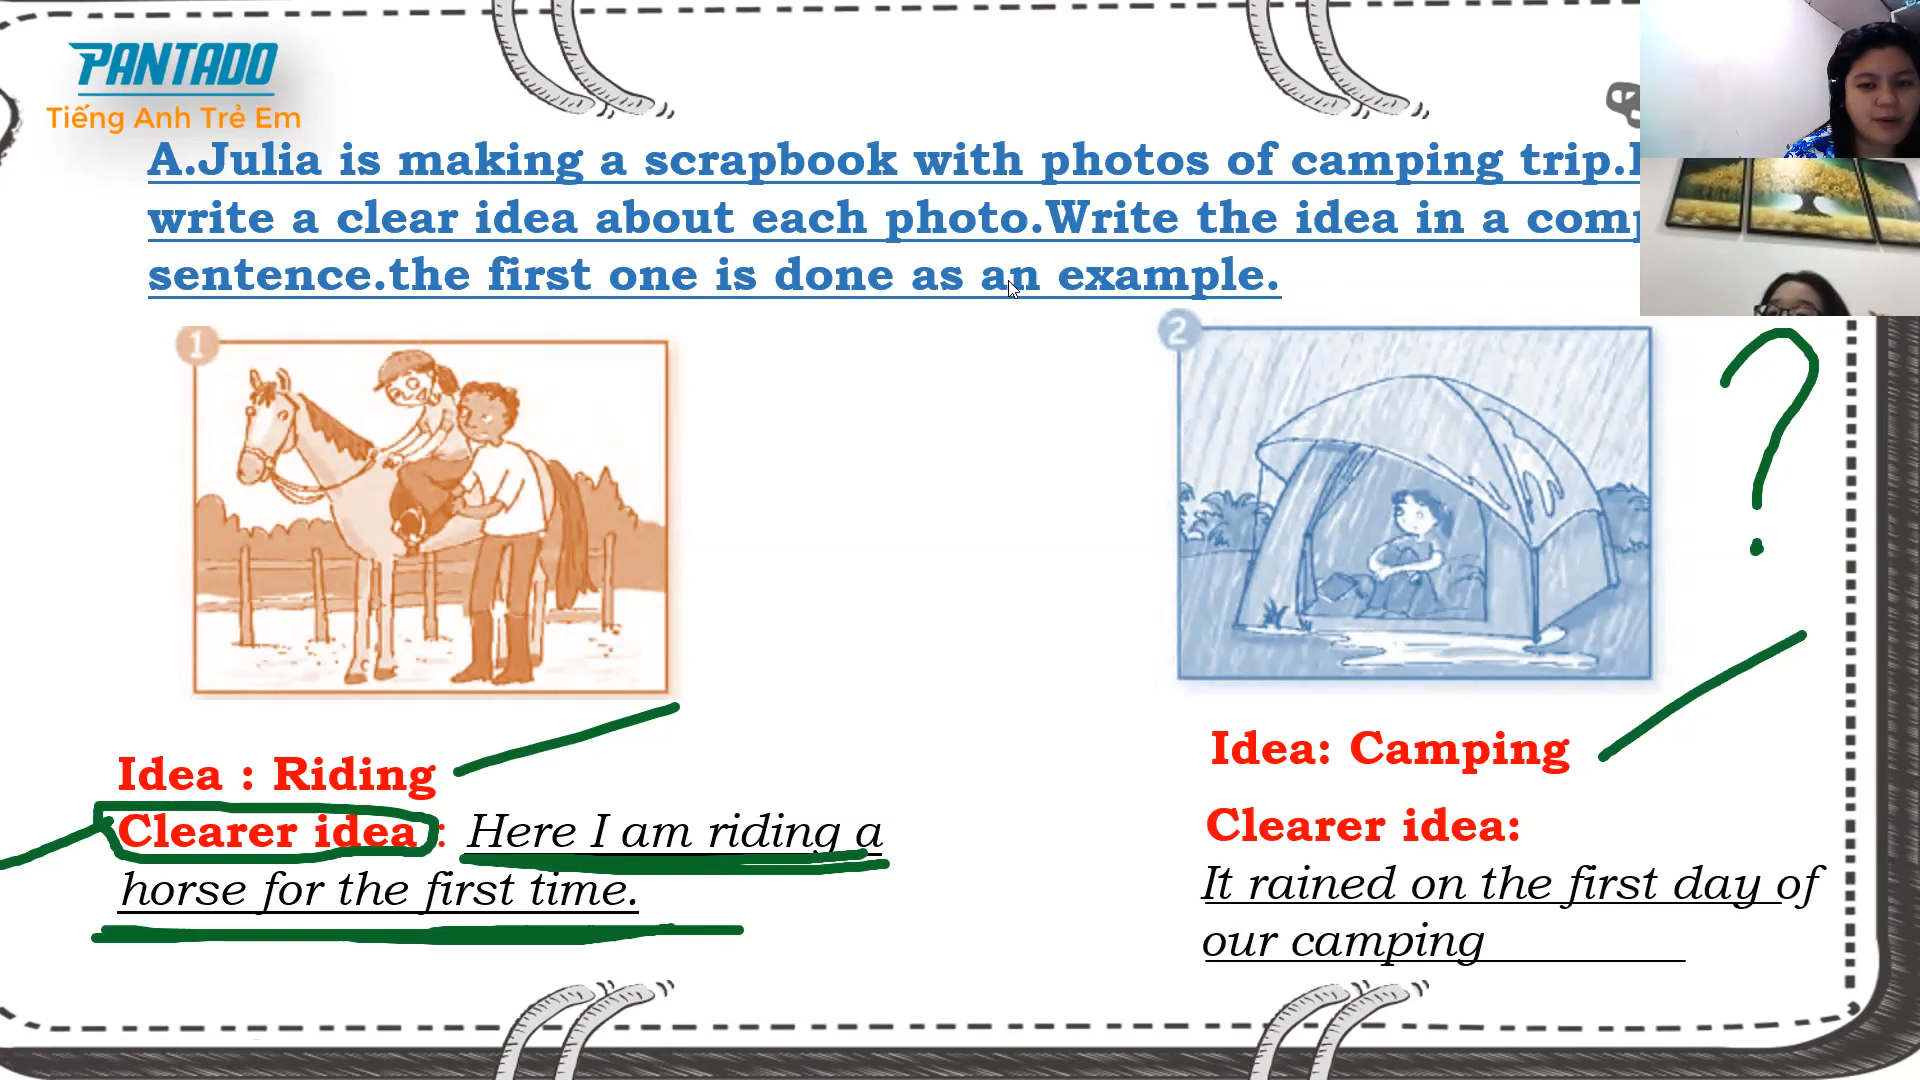 PANTADO
Tiếng Anh Trẻ Em
A.Julia is making a scrapbook with photos of camping trip.
write a clear idea about each photo.Write the idea in a
sentence.the first one is done as an example.
1
2
Idea : Riding
Clearer idea : Here I am riding a
horse for the first time.
Idea: Camping
Clearer idea:
It rained on the first day of
our camping
?